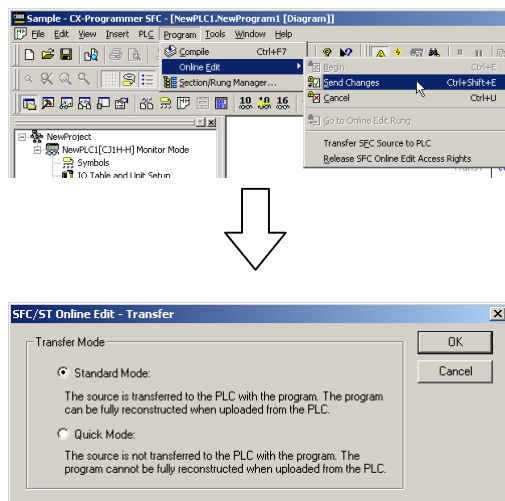 Sample - CX-Programmer SFC - [NewPLC1.NewProgram1 [Diagram]]
File Edit View Insert PLC Program Tools Window Help
Compile Ctrl+F7
Online Edit
Section/Rung Manager...
Begin Ctrl+E
Send Changes Ctrl+Shift+E
Cancel Ctrl+U
Go to Online Edit Rung
Transfer SFC Source to PLC
Release SFC Online Edit Access Rights
10 10 16
NewProject
NewPLC1[CJ1H-H] Monitor Mode
Symbols
IO Table and Unit Setup
SFC/ST Online Edit - Transfer
Transfer Mode
OK
Cancel
Standard Mode:
The source is transferred to the PLC with the program. The program
can be fully reconstructed when uploaded from the PLC.
Quick Mode:
The source is not transferred to the PLC with the program. The
program cannot be fully reconstructed when uploaded from the PLC.